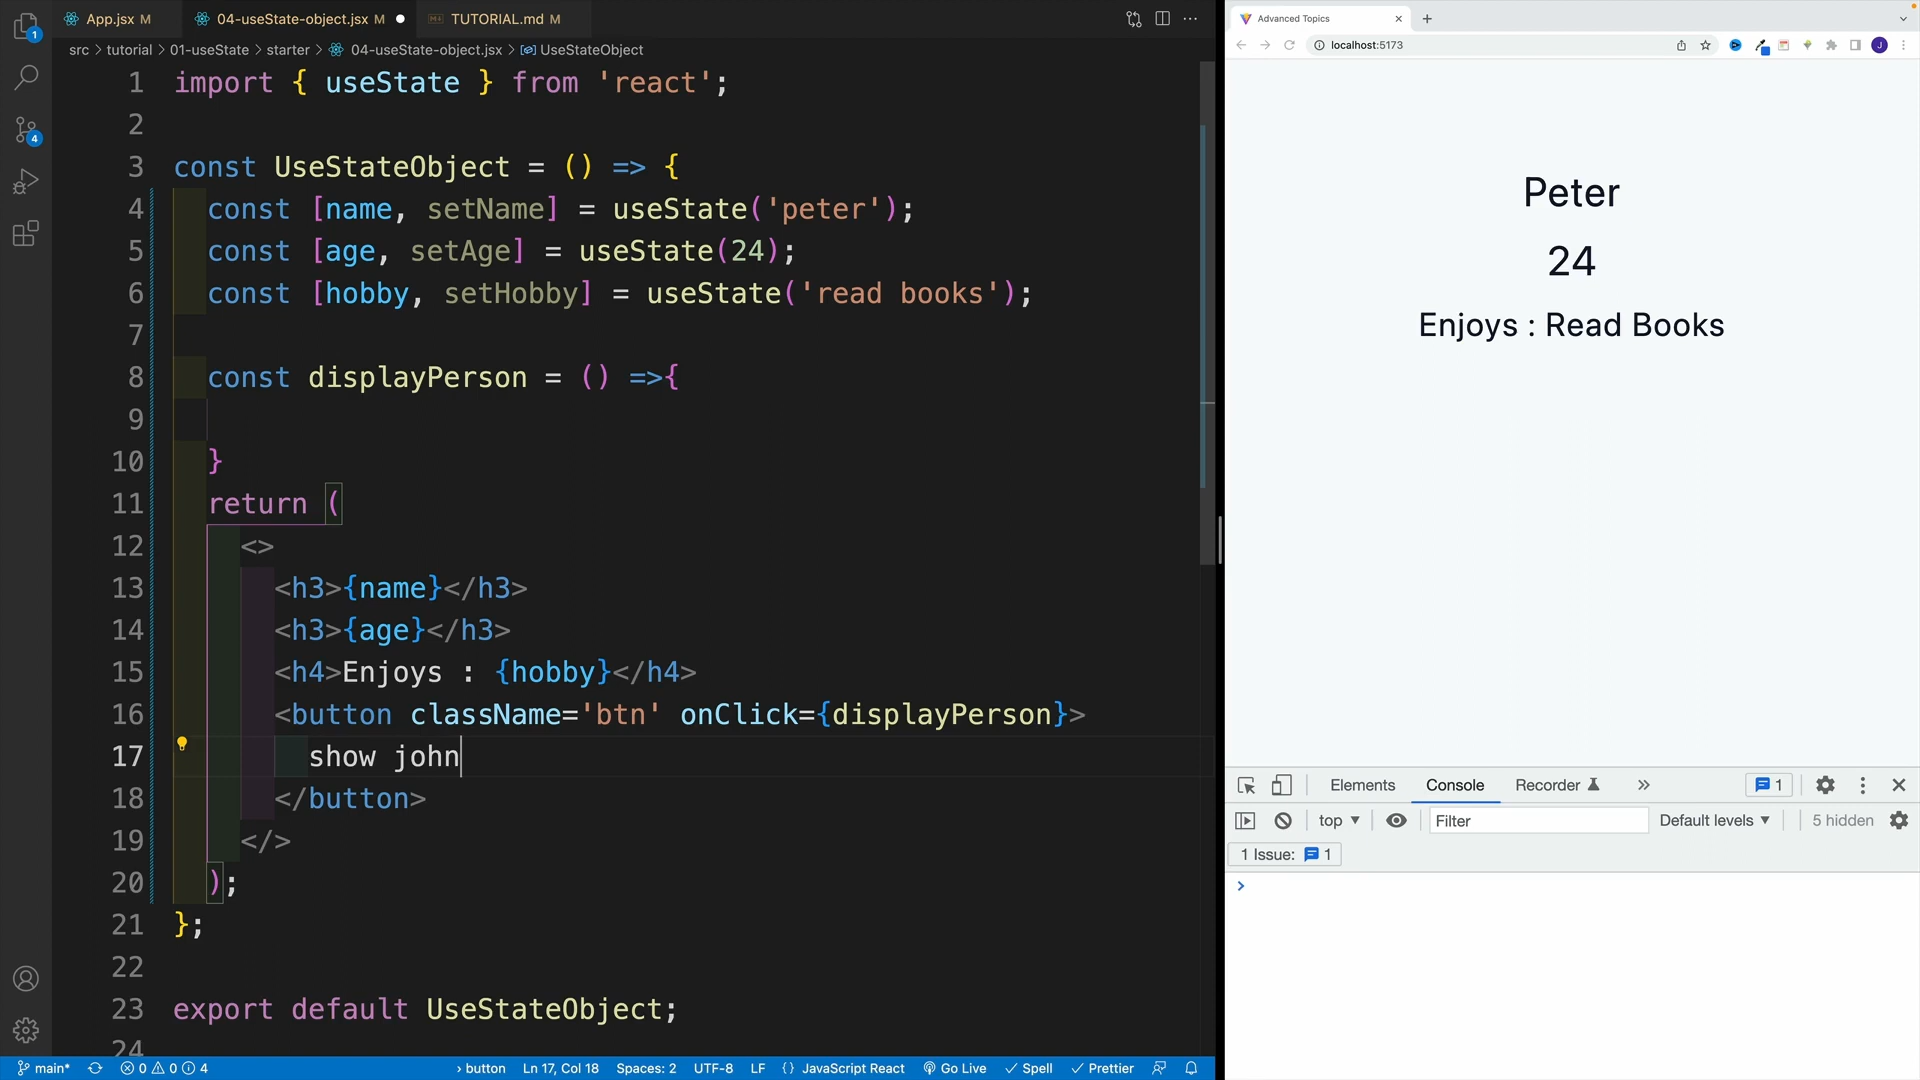 App.jsx M
04-useState-object.jsx M
TUTORIAL.md M
src > tutorial > 01-useState > starter > 04-useState-object.jsx > UseStateObject
1 import { useState } from 'react';
2
3 const UseStateObject = () => {
4 const [name, setName] = useState('peter');
5 const [age, setAge] = useState(24);
6 const [hobby, setHobby] = useState('read books');
7
8 const displayPerson = () =>{
9
10 }
11 return (
12 <>
13 <h3>{name}</h3>
14 <h3>{age}</h3>
15 <h4>Enjoys : {hobby}</h4>
16 <button className='btn' onClick={displayPerson}>
17 show john
18 </button>
19 </>
20 );
21 };
22
23 export default UseStateObject;
24
1
4
main* 0 0 4
> button
Ln 17, Col 18
Spaces: 2
UTF-8
LF
{} JavaScript React
Go Live
Spell
Prettier
Advanced Topics
localhost:5173
J
Peter
24
Enjoys : Read Books
Elements
Console
Recorder
1
top
Filter
Default levels
5 hidden
1 Issue: 1